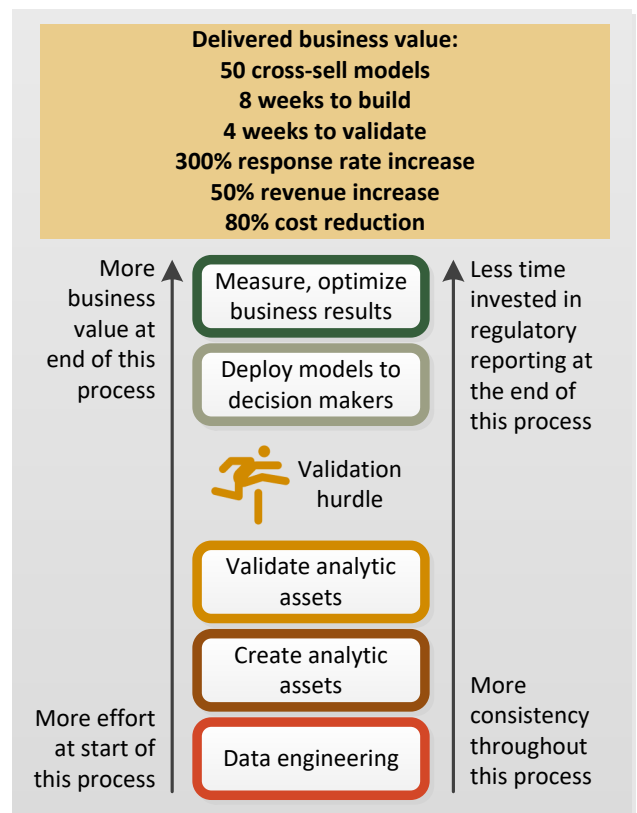 Delivered business value:
50 cross-sell models
8 weeks to build
4 weeks to validate
300% response rate increase
50% revenue increase
80% cost reduction
More
business
value at
end of this
process
Measure, optimize
business results
Less time
invested in
regulatory
reporting at
the end of
this process
Deploy models to
decision makers
Validation
hurdle
Validate analytic
assets
Create analytic
assets
More effort
at start of
this process
Data engineering
More
consistency
throughout
this process